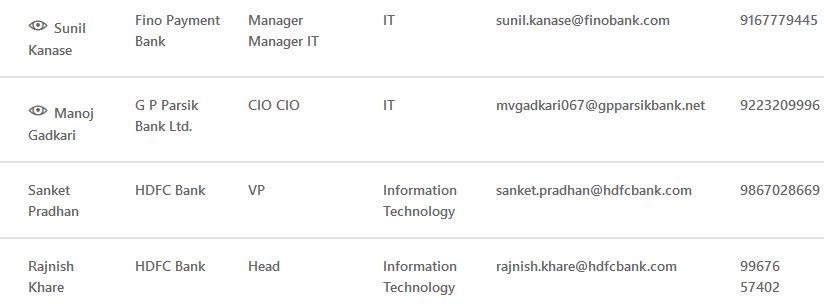 Sunil Kanase Fino Payment Bank Manager Manager IT IT sunil.kanase@finobank.com 9167779445
Manoj Gadkari G P Parsik Bank Ltd. CIO CIO IT mvgadkari067@gpparsikbank.net 9223209996
Sanket Pradhan HDFC Bank VP Information Technology sanket.pradhan@hdfcbank.com 9867028669
Rajnish Khare HDFC Bank Head Information Technology rajnish.khare@hdfcbank.com 99676 57402